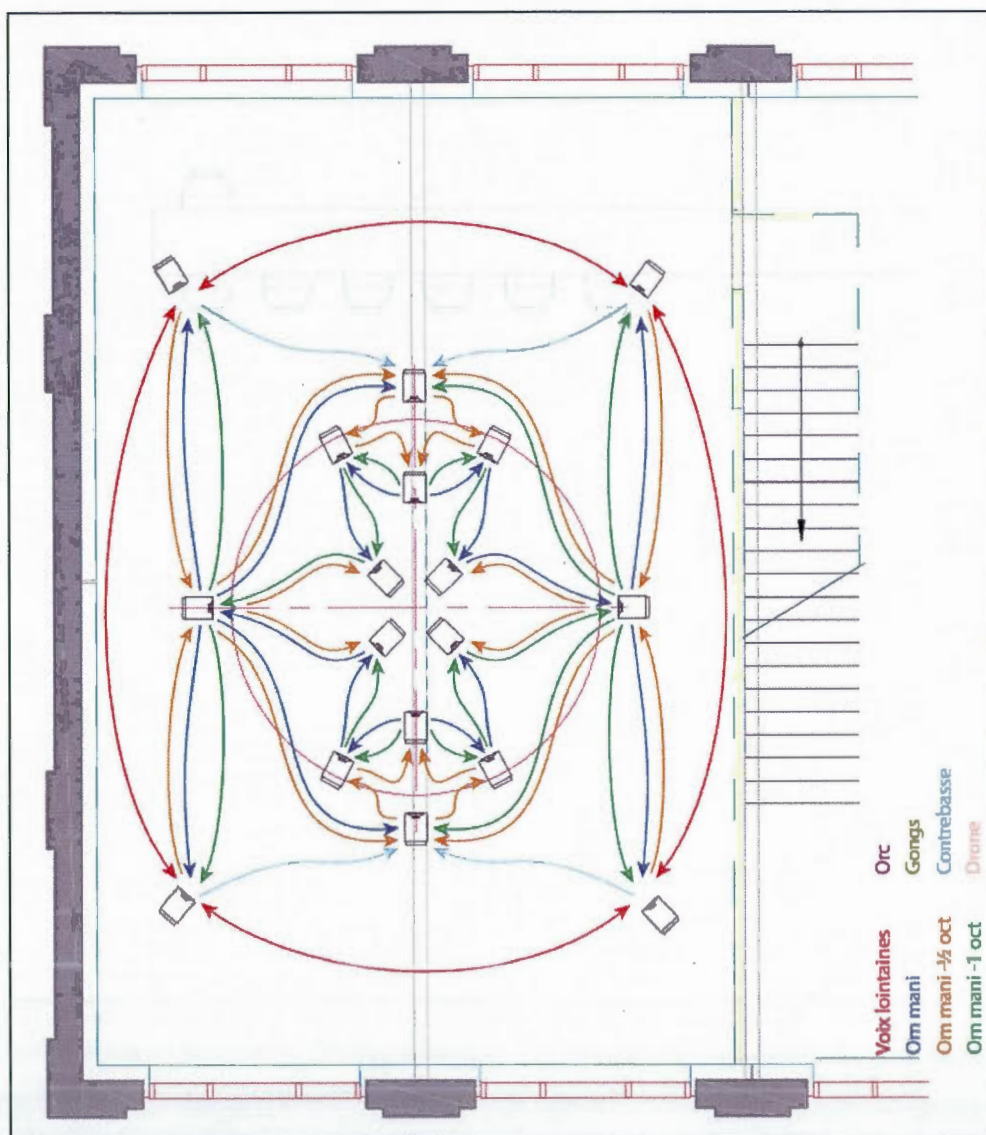 Voix lointaines
Om mani
Om mani -½ oct
Om mani -1 oct
Orc
Gongs
Contrebasse
Drone